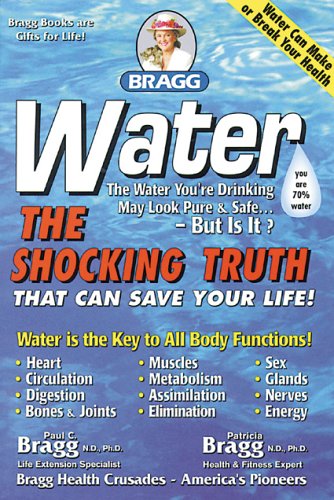 Bragg Books are
Gifts for Life!
Water Can Make
or Break Your Health
BRAGG
Water
The Water You're Drinking
May Look Pure & Safe...
– But Is It ?
you
are
70%
water
THE
SHOCKING TRUTH
THAT CAN SAVE YOUR LIFE!
Water is the Key to All Body Functions!
• Heart
• Circulation
• Digestion
• Bones & Joints
• Muscles
• Metabolism
• Assimilation
• Elimination
• Sex
• Glands
• Nerves
• Energy
Paul C.
Bragg N.D., Ph.D.
Life Extension Specialist
Patricia
Bragg N.D., Ph.D.
Health & Fitness Expert
Bragg Health Crusades - America's Pioneers